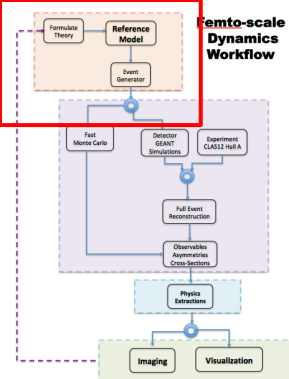 Femto-scale
Dynamics
Workflow
Formulate
Theory
Reference
Model
Event
Generator
Fast
Monte Carlo
Detector
GEANT
Simulations
Experiment
CLAS12 Hall A
Full Event
Reconstruction
Observables
Asymmetries
Cross-Sections
Physics
Extractions
Imaging
Visualization